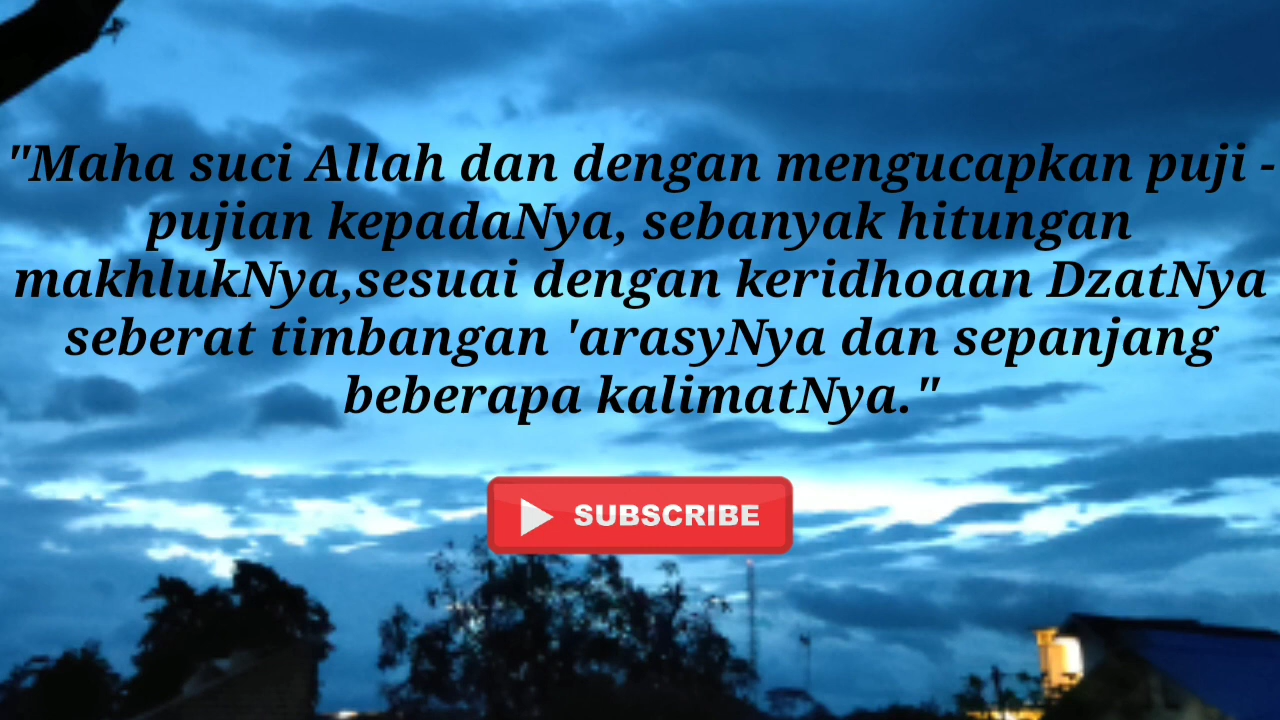 "Maha suci Allah dan dengan mengucapkan puji -
pujian kepadaNya, sebanyak hitungan
makhlukNya,sesuai dengan keridhoaan DzatNya
seberat timbangan 'arasyNya dan sepanjang
beberapa kalimatNya."
SUBSCRIBE